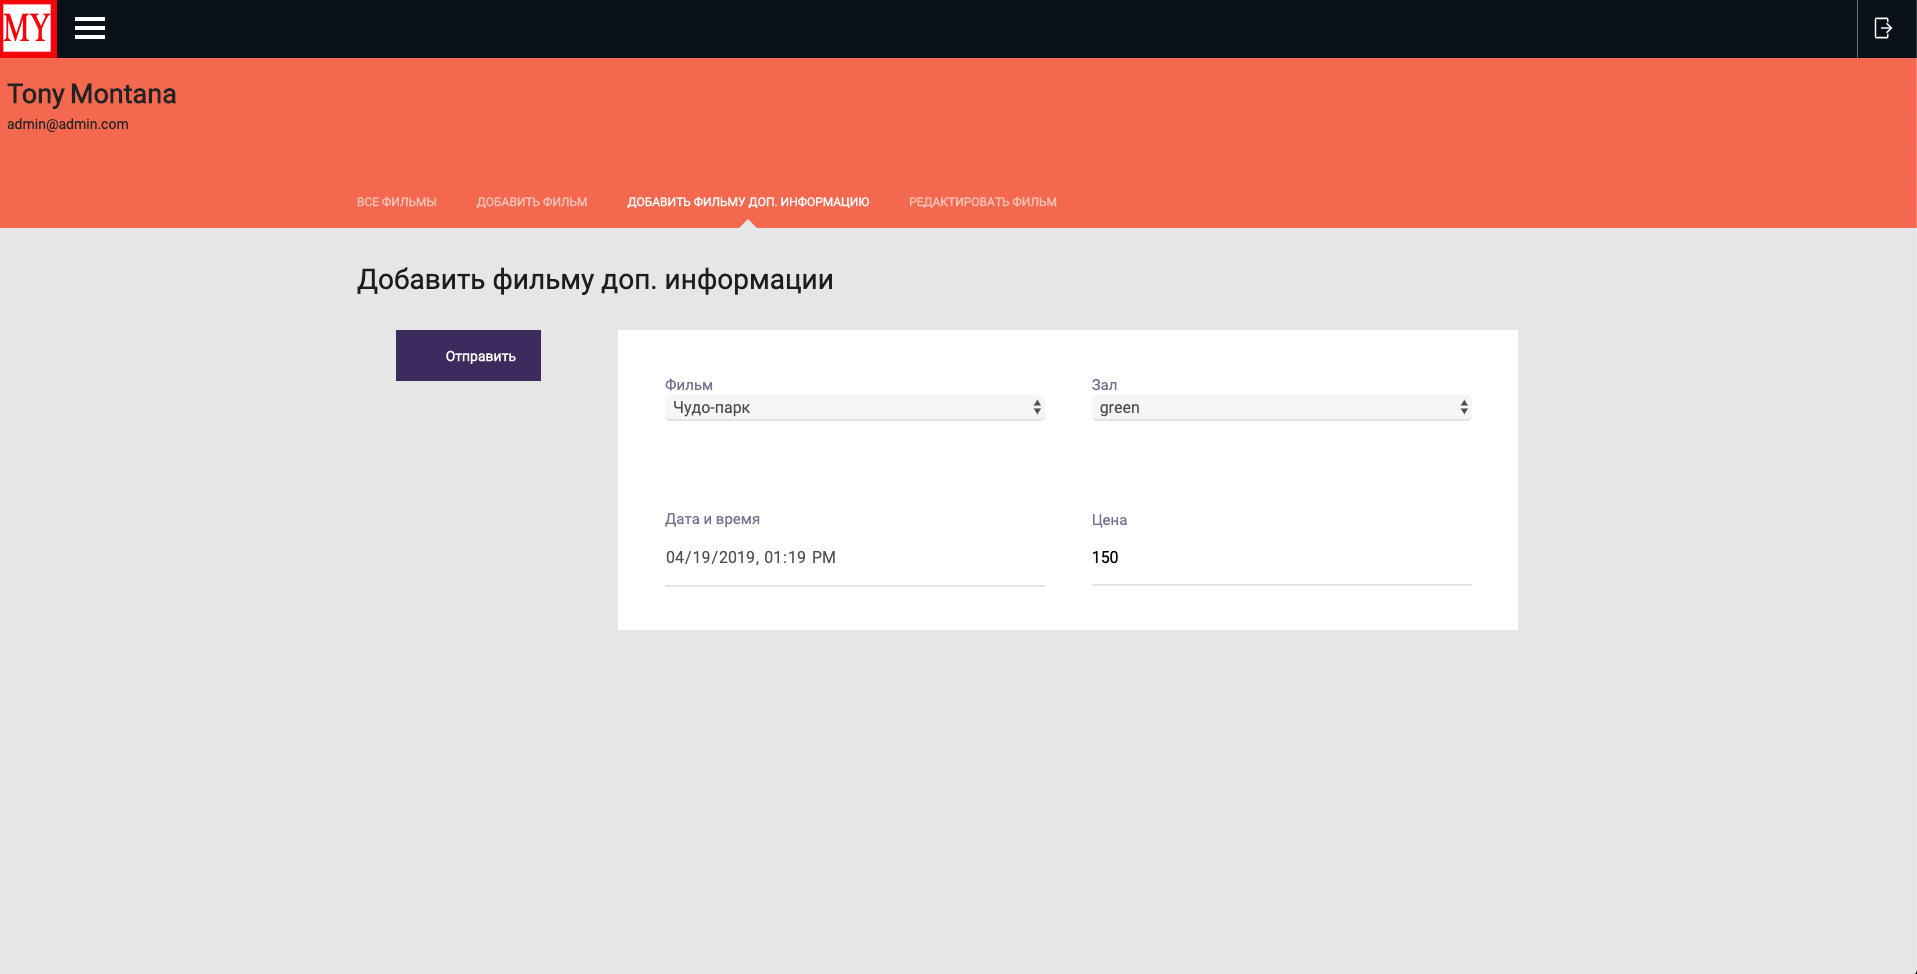 MY
Tony Montana
admin@admin.com
ВСЕ ФИЛЬМЫ ДОБАВИТЬ ФИЛЬМ ДОБАВИТЬ ФИЛЬМУ ДОП. ИНФОРМАЦИЮ РЕДАКТИРОВАТЬ ФИЛЬМ
Добавить фильму доп. информации
Отправить
Фильм
Чудо-парк
Зал
green
Дата и время
04/19/2019, 01:19 PM
Цена
150